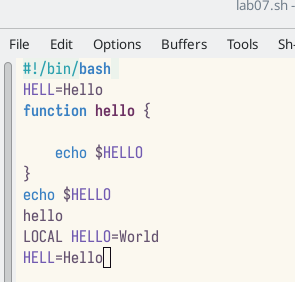 lab07.sh -
File Edit Options Buffers Tools Sh-
#!/bin/bash
HELL=Hello
function hello {
echo $HELLO
}
echo $HELLO
hello
LOCAL HELLO=World
HELL=Hello